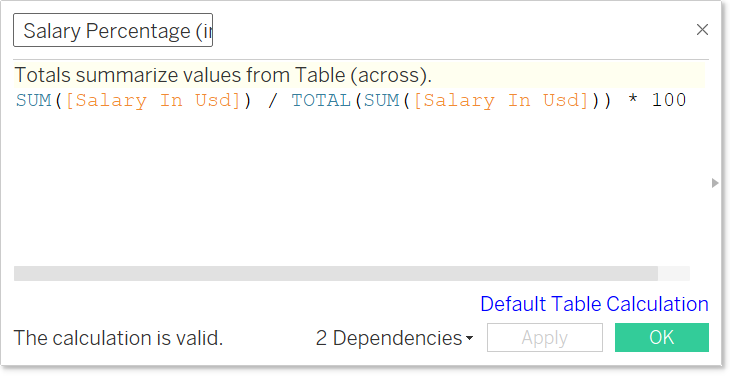 Salary Percentage (in
Totals summarize values from Table (across).
SUM([Salary In Usd]) / TOTAL(SUM([Salary In Usd])) * 100
Default Table Calculation
The calculation is valid.
2 Dependencies
Apply
OK